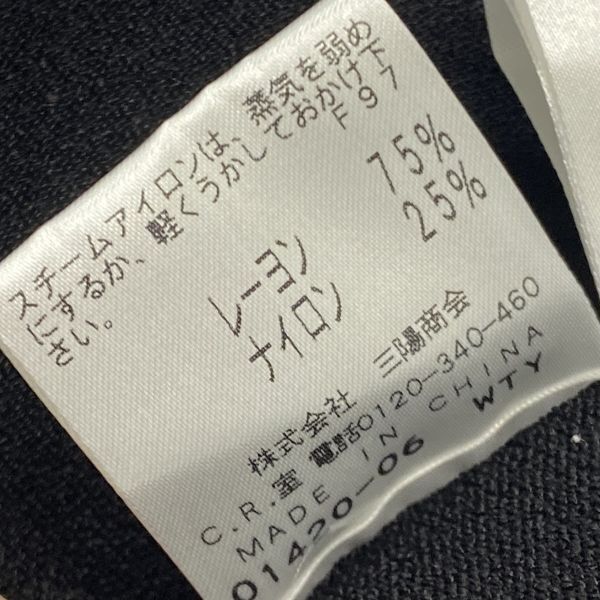 スチームアイロンは、蒸気を弱め
にするか、軽くうかしておかけ下
さい。
F97
レーヨン 75%
ナイロン 25%
株式会社 三陽商会
C.R.室 電話0120-340-460
MADE IN CHINA
01420-06 WTY